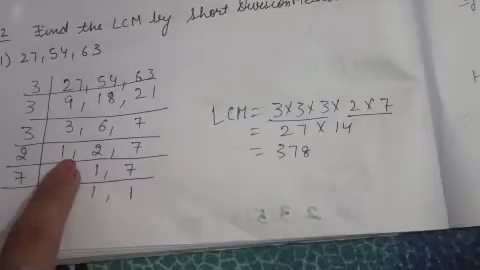 2 Find the LCM by Short Division
1) 27, 54, 63
3 | 27, 54, 63
3 | 9, 18, 21
3 | 3, 6, 7
2 | 1, 2, 7
7 | 1, 7
1, 1
LCM = 3×3×3×2×7
= 27×14
= 378